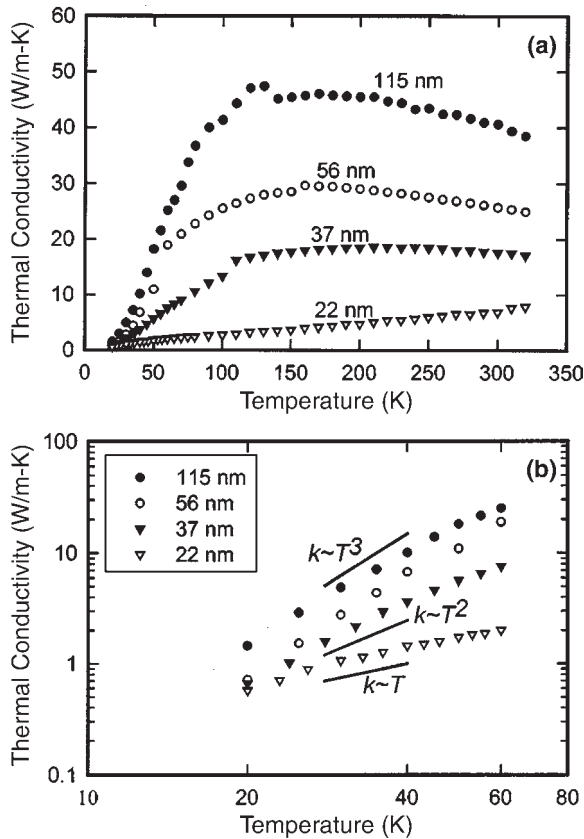 60
50
40
30
20
10
0
Thermal Conductivity (W/m-K)
(a)
115 nm
56 nm
37 nm
22 nm
0 50 100 150 200 250 300 350
Temperature (K)
100
10
1
0.1
Thermal Conductivity (W/m-K)
(b)
115 nm
56 nm
37 nm
22 nm
k~T³
k~T²
k~T
10 20 40 60 80
Temperature (K)